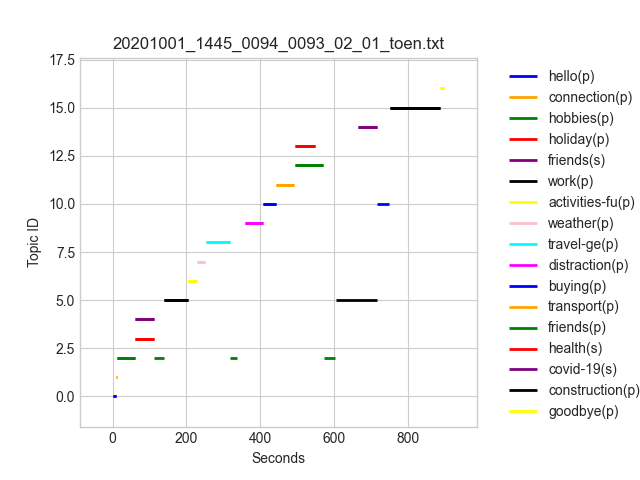 20201001_1445_0094_0093_02_01_toen.txt
17.5
15.0
12.5
10.0
7.5
5.0
2.5
0.0
Topic ID
0 200 400 600 800
Seconds
hello(p)
connection(p)
hobbies(p)
holiday(p)
friends(s)
work(p)
activities-fu(p)
weather(p)
travel-ge(p)
distraction(p)
buying(p)
transport(p)
friends(p)
health(s)
covid-19(s)
construction(p)
goodbye(p)